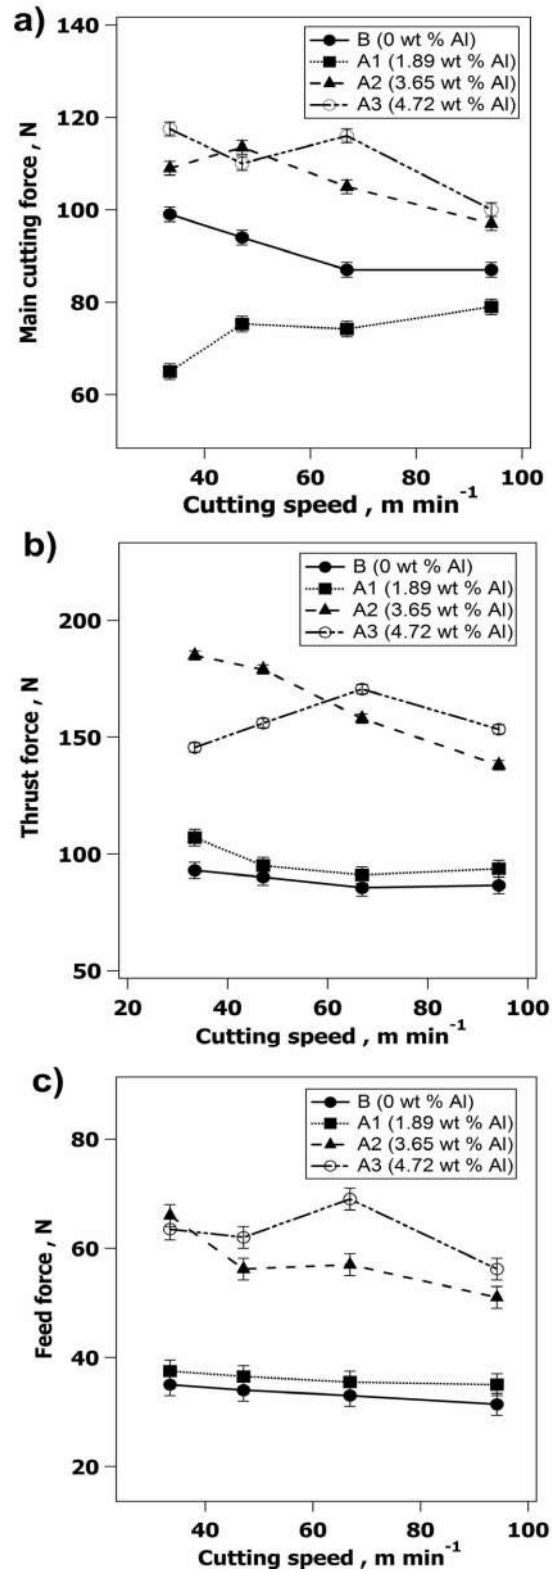 a)
140
120
100
80
60
Main cutting force , N
B (0 wt % Al)
A1 (1.89 wt % Al)
A2 (3.65 wt % Al)
A3 (4.72 wt % Al)
40 60 80 100
Cutting speed , m min-1
b)
200
150
100
50
Thrust force , N
B (0 wt % Al)
A1 (1.89 wt % Al)
A2 (3.65 wt % Al)
A3 (4.72 wt % Al)
20 40 60 80 100
Cutting speed , m min-1
c)
80
60
40
20
Feed force , N
B (0 wt % Al)
A1 (1.89 wt % Al)
A2 (3.65 wt % Al)
A3 (4.72 wt % Al)
40 60 80 100
Cutting speed , m min-1